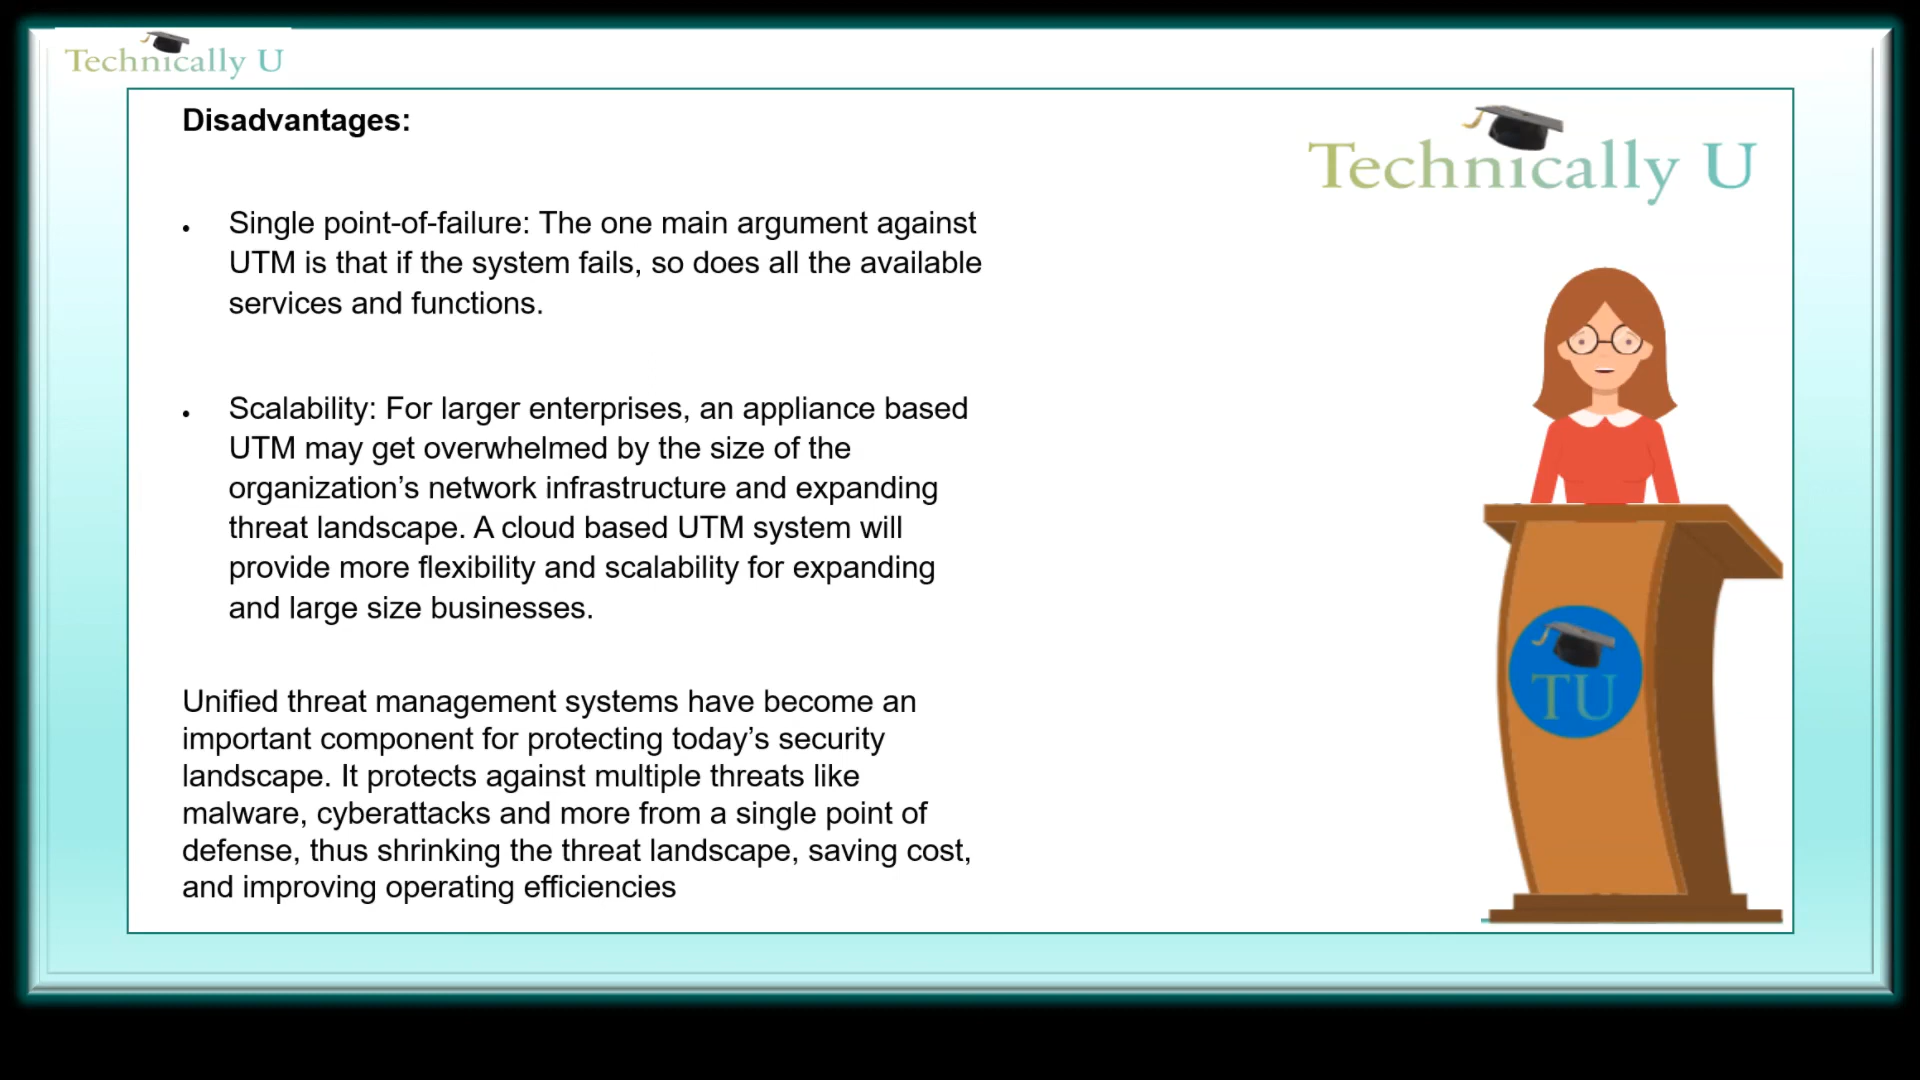 Technically U
Disadvantages:
Technically U
• Single point-of-failure: The one main argument against
UTM is that if the system fails, so does all the available
services and functions.
• Scalability: For larger enterprises, an appliance based
UTM may get overwhelmed by the size of the
organization’s network infrastructure and expanding
threat landscape. A cloud based UTM system will
provide more flexibility and scalability for expanding
and large size businesses.
TU
Unified threat management systems have become an
important component for protecting today’s security
landscape. It protects against multiple threats like
malware, cyberattacks and more from a single point of
defense, thus shrinking the threat landscape, saving cost,
and improving operating efficiencies